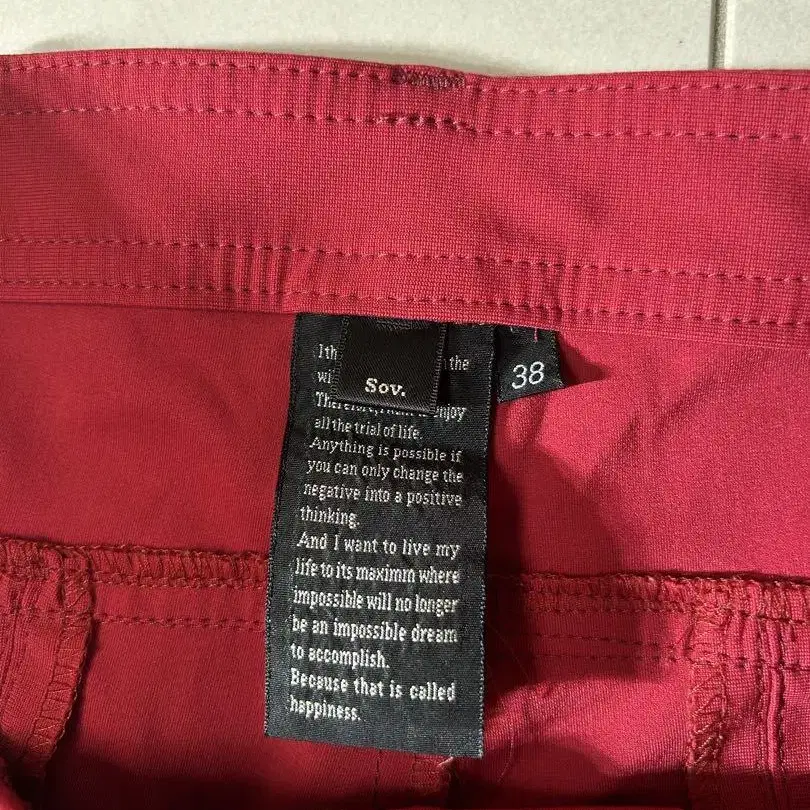 Sov.
38
the
all the trial of life.
Anything is possible if
you can only change the
negative into a positive
thinking.
And I want to live my
life to its maximm where
impossible will no longer
be an impossible dream
to accomplish.
Because that is called
happiness.